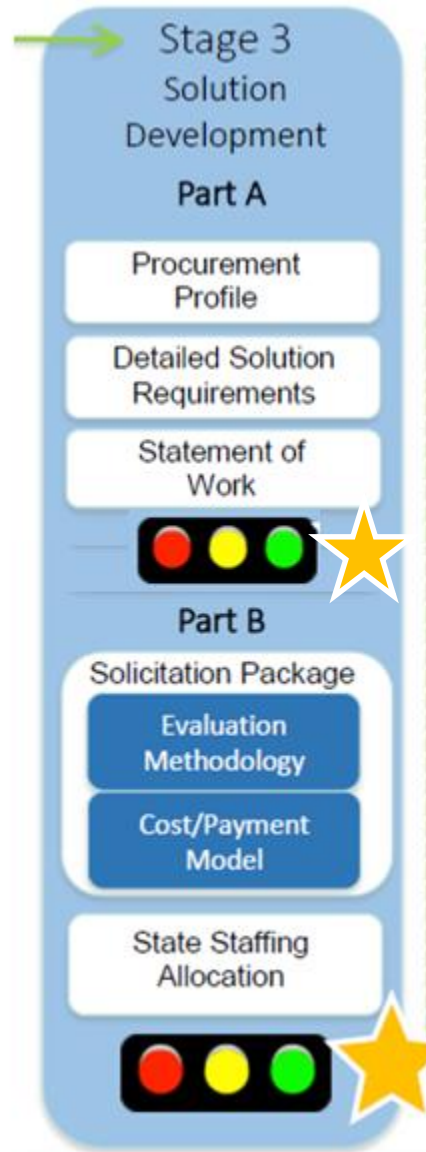 Stage 3
Solution
Development
Part A
Procurement
Profile
Detailed Solution
Requirements
Statement of
Work
Part B
Solicitation Package
Evaluation
Methodology
Cost/Payment
Model
State Staffing
Allocation